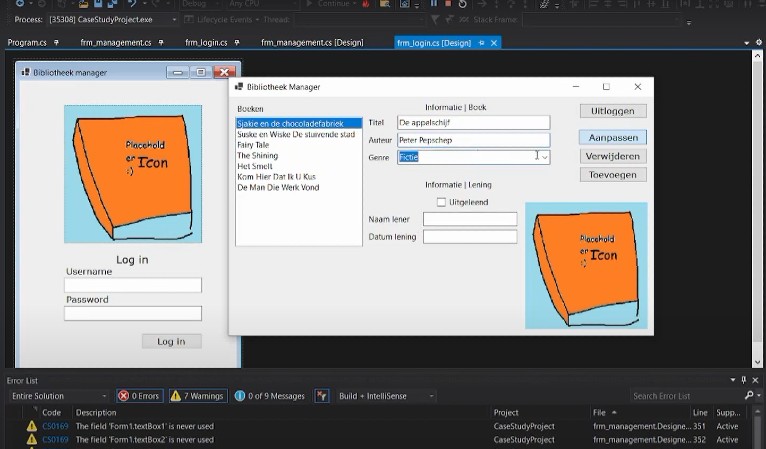 Debug
Any CPU
Continue
Process: [35308] CaseStudyProject.exe
Lifecycle Events
Thread:
Stack Frame:
Program.cs
frm_management.cs
frm_login.cs
frm_management.cs [Design]
frm_login.cs [Design]
Bibliotheek manager
Placehold
er Icon
:)
Log in
Username
Password
Log in
Bibliotheek Manager
Boeken
Sjakie en de chocoladefabriek
Suske en Wiske De stuivende stad
Fairy Tale
The Shining
Het Smelt
Kom Hier Dat Ik U Kus
De Man Die Werk Vond
Informatie | Boek
Titel De appelschijf
Auteur Peter Pepschep
Genre Fictie
Informatie | Lening
Uitgeleend
Naam lener
Datum lening
Uitloggen
Aanpassen
Verwijderen
Toevoegen
Placehold
er Icon
:)
Error List
Entire Solution
0 Errors
7 Warnings
0 of 9 Messages
Build + IntelliSense
Search Error List
Code Description Project File Line Supp...
CS0169 The field 'Form1.textBox1' is never used CaseStudyProject frm_management.Designe... 351 Active
CS0169 The field 'Form1.textBox2' is never used CaseStudyProject frm_management.Designe... 352 Active